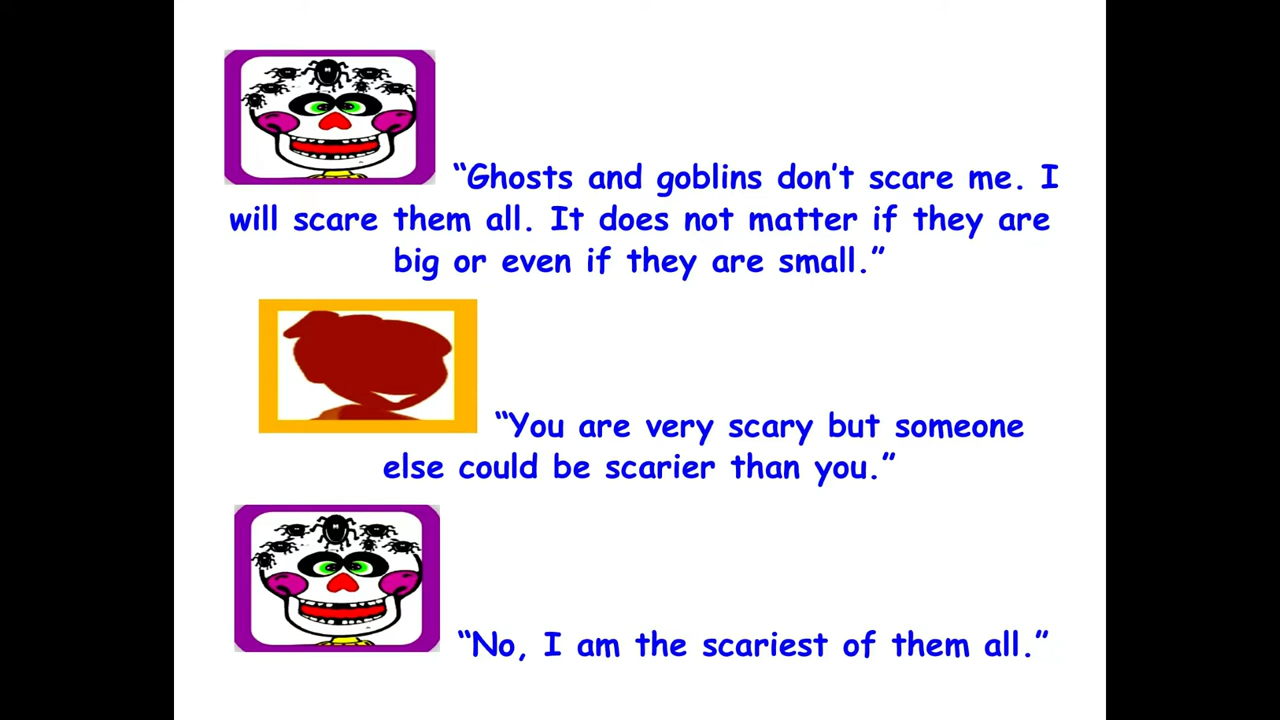 “Ghosts and goblins don’t scare me. I
will scare them all. It does not matter if they are
big or even if they are small.”
“You are very scary but someone
else could be scarier than you.”
“No, I am the scariest of them all.”